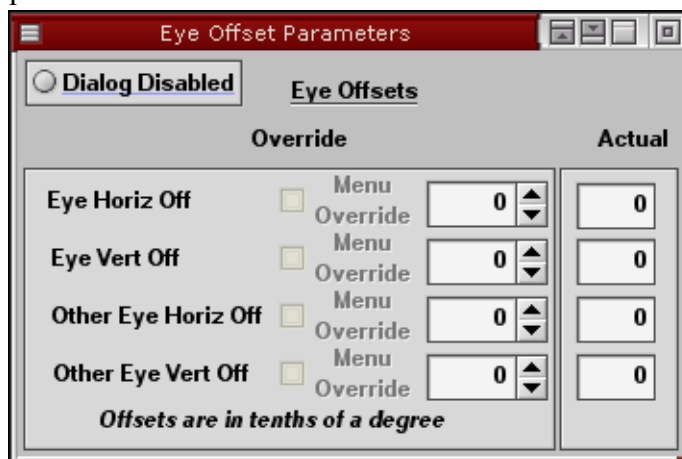 Eye Offset Parameters
Dialog Disabled
Eye Offsets
Override Actual
Eye Horiz Off Menu Override 0 0
Eye Vert Off Menu Override 0 0
Other Eye Horiz Off Menu Override 0 0
Other Eye Vert Off Menu Override 0 0
Offsets are in tenths of a degree